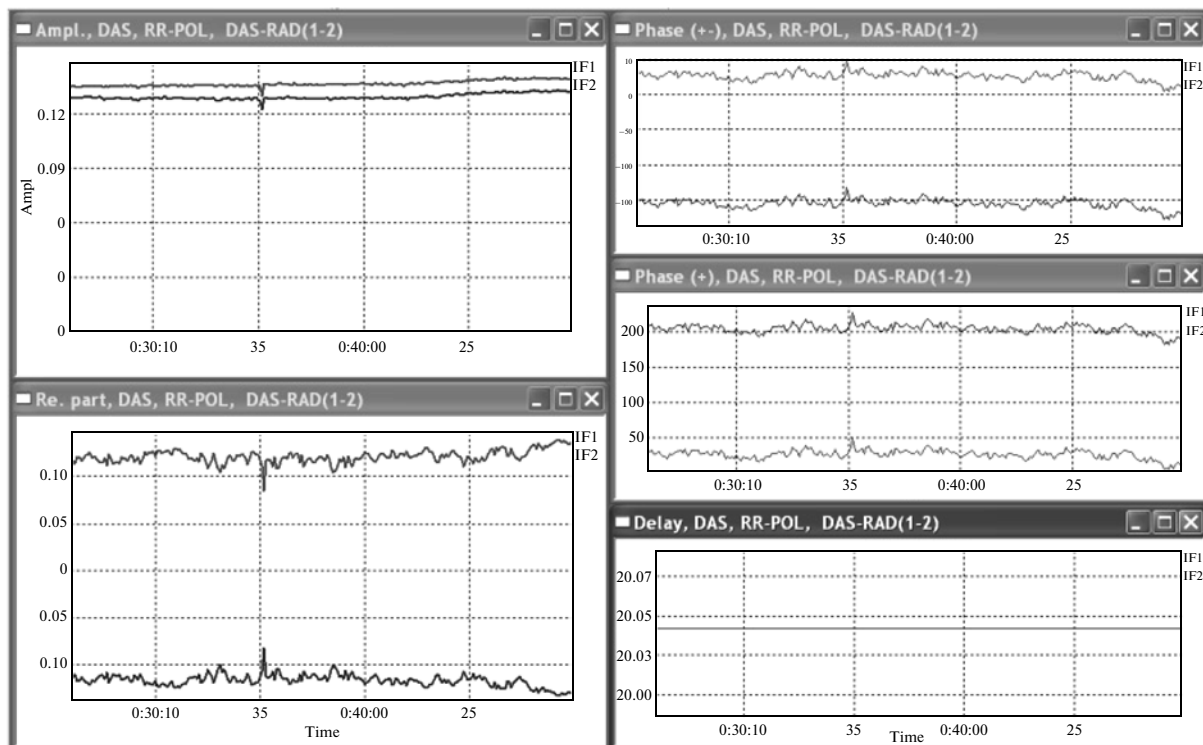 Ampl., DAS, RR-POL, DAS-RAD(1-2)
IF1
IF2
0.12
0.09
0
0
0
Ampl
0:30:10 35 0:40:00 25
Re. part, DAS, RR-POL, DAS-RAD(1-2)
IF1
IF2
0.10
0.05
0
0.05
0.10
0:30:10 35 0:40:00 25
Time
Phase (+-), DAS, RR-POL, DAS-RAD(1-2)
IF1
IF2
10
0
−50
−100
−100
0:30:10 35 0:40:00 25
Phase (+), DAS, RR-POL, DAS-RAD(1-2)
IF1
IF2
200
150
100
50
0:30:10 35 0:40:00 25
Delay, DAS, RR-POL, DAS-RAD(1-2)
IF1
IF2
20.07
20.05
20.03
20.00
0:30:10 35 0:40:00 25
Time